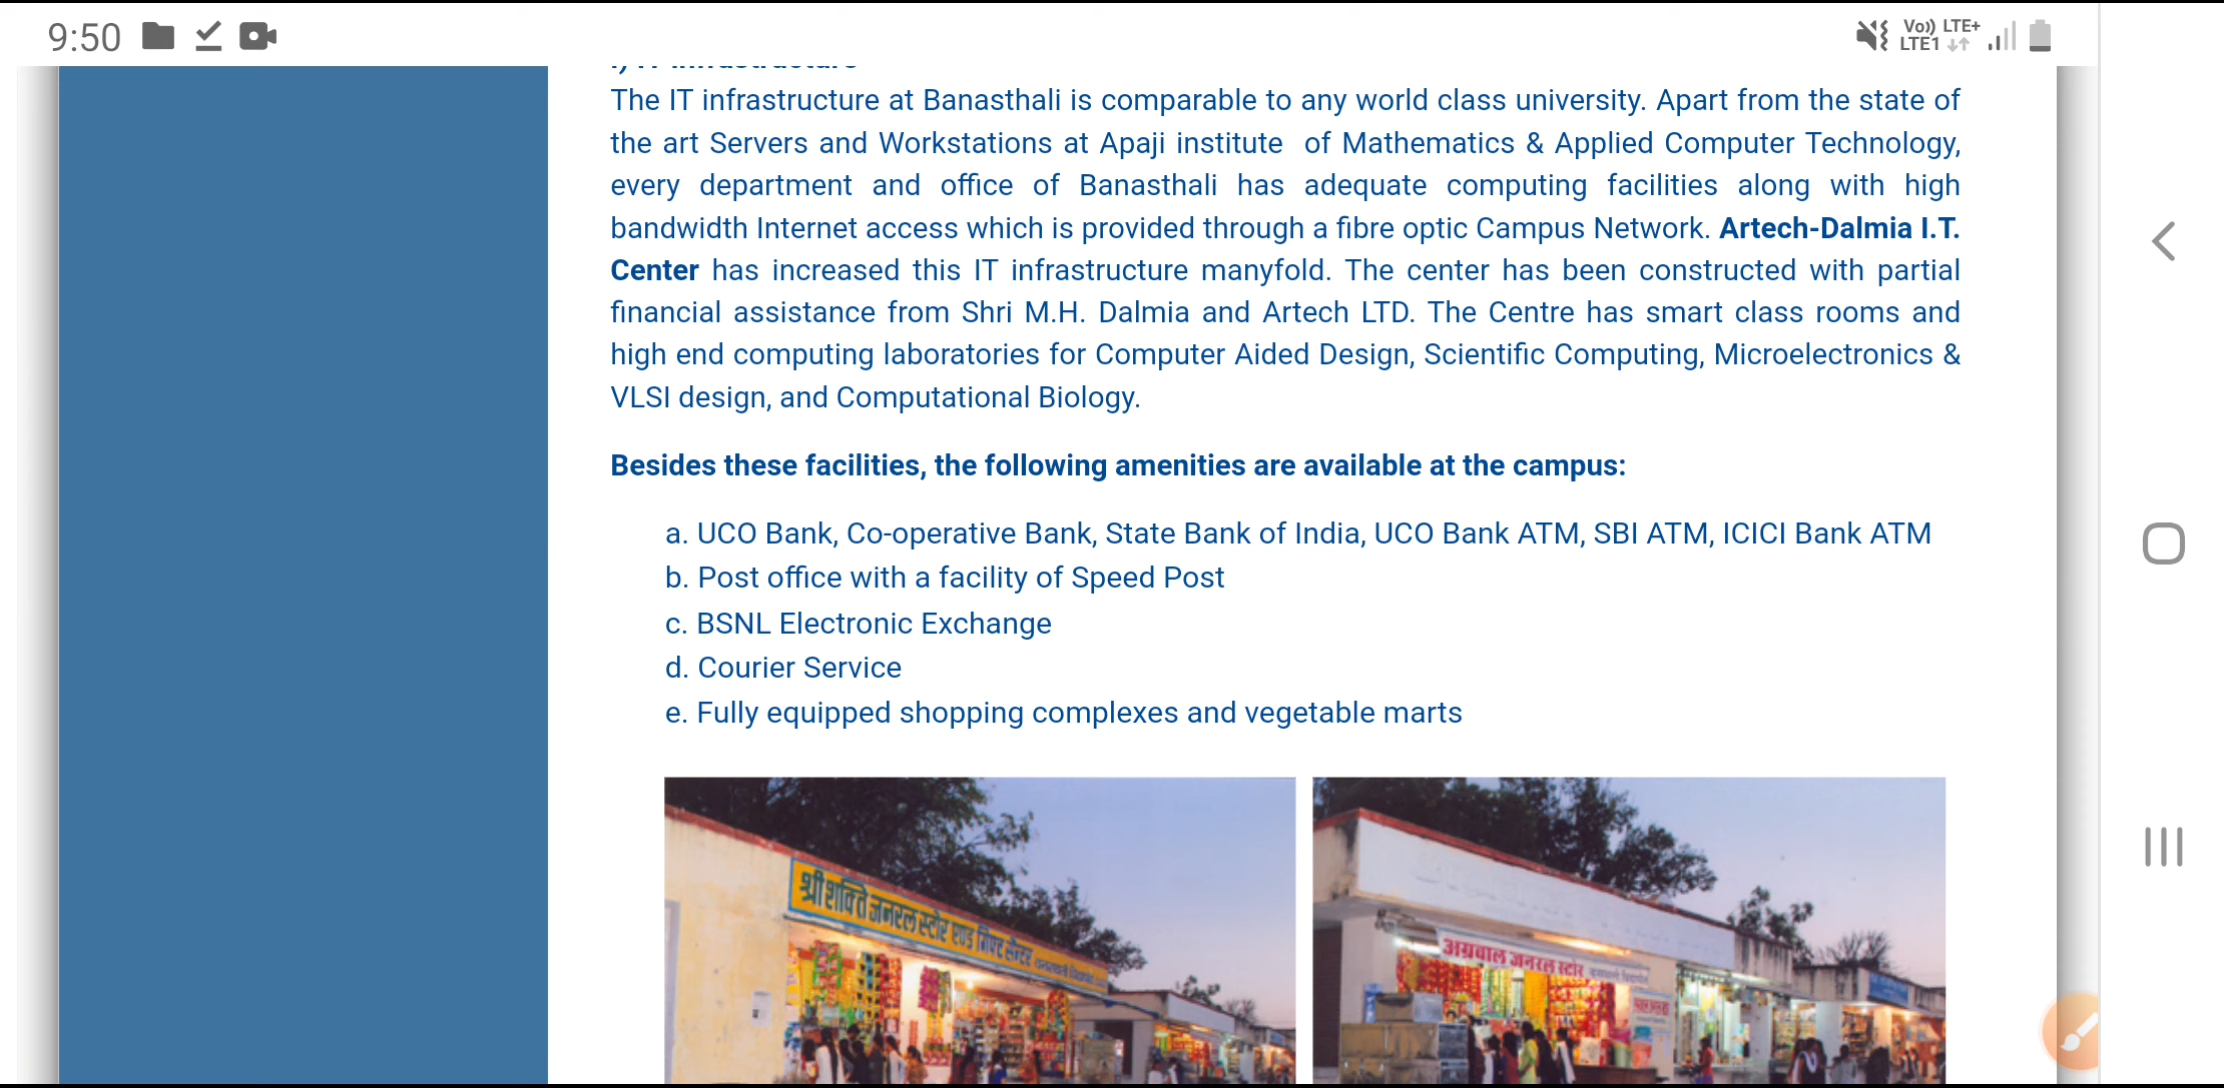 9:50
Vo)) LTE+
LTE1
The IT infrastructure at Banasthali is comparable to any world class university. Apart from the state of
the art Servers and Workstations at Apaji institute of Mathematics & Applied Computer Technology,
every department and office of Banasthali has adequate computing facilities along with high
bandwidth Internet access which is provided through a fibre optic Campus Network. Artech-Dalmia I.T.
Center has increased this IT infrastructure manyfold. The center has been constructed with partial
financial assistance from Shri M.H. Dalmia and Artech LTD. The Centre has smart class rooms and
high end computing laboratories for Computer Aided Design, Scientific Computing, Microelectronics &
VLSI design, and Computational Biology.
Besides these facilities, the following amenities are available at the campus:
a. UCO Bank, Co-operative Bank, State Bank of India, UCO Bank ATM, SBI ATM, ICICI Bank ATM
b. Post office with a facility of Speed Post
c. BSNL Electronic Exchange
d. Courier Service
e. Fully equipped shopping complexes and vegetable marts
श्री शक्ति जनरल स्टोर एण्ड गिफ्ट सेन्टर
अग्रवाल जनरल स्टोर